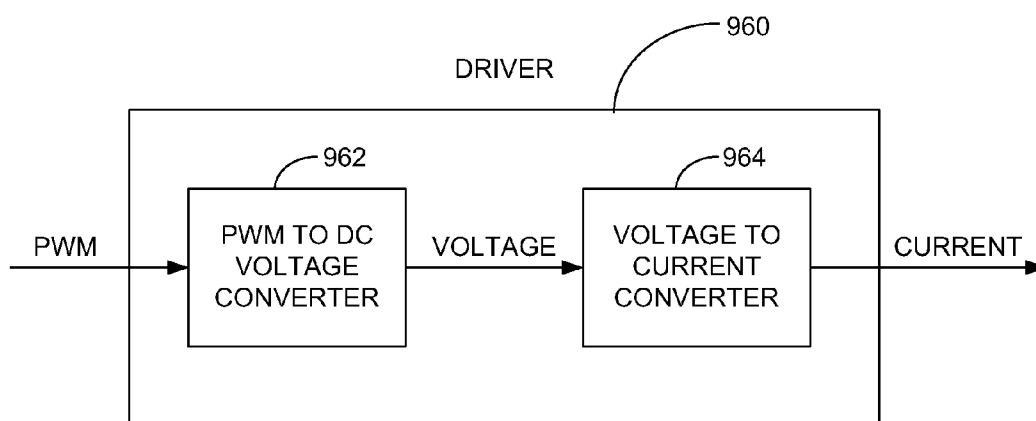 960
DRIVER
962
964
PWM
PWM TO DC
VOLTAGE
CONVERTER
VOLTAGE
VOLTAGE TO
CURRENT
CONVERTER
CURRENT